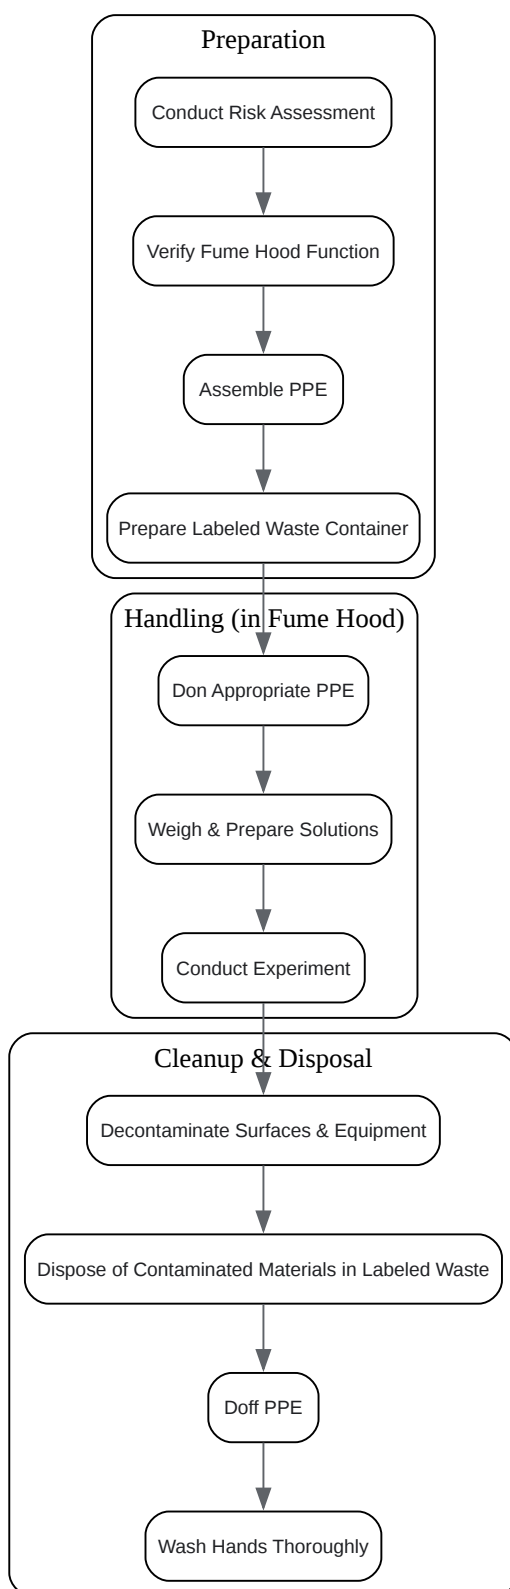 Preparation
Conduct Risk Assessment
Verify Fume Hood Function
Assemble PPE
Prepare Labeled Waste Container
Handling (in Fume Hood)
Don Appropriate PPE
Weigh & Prepare Solutions
Conduct Experiment
Cleanup & Disposal
Decontaminate Surfaces & Equipment
Dispose of Contaminated Materials in Labeled Waste
Doff PPE
Wash Hands Thoroughly